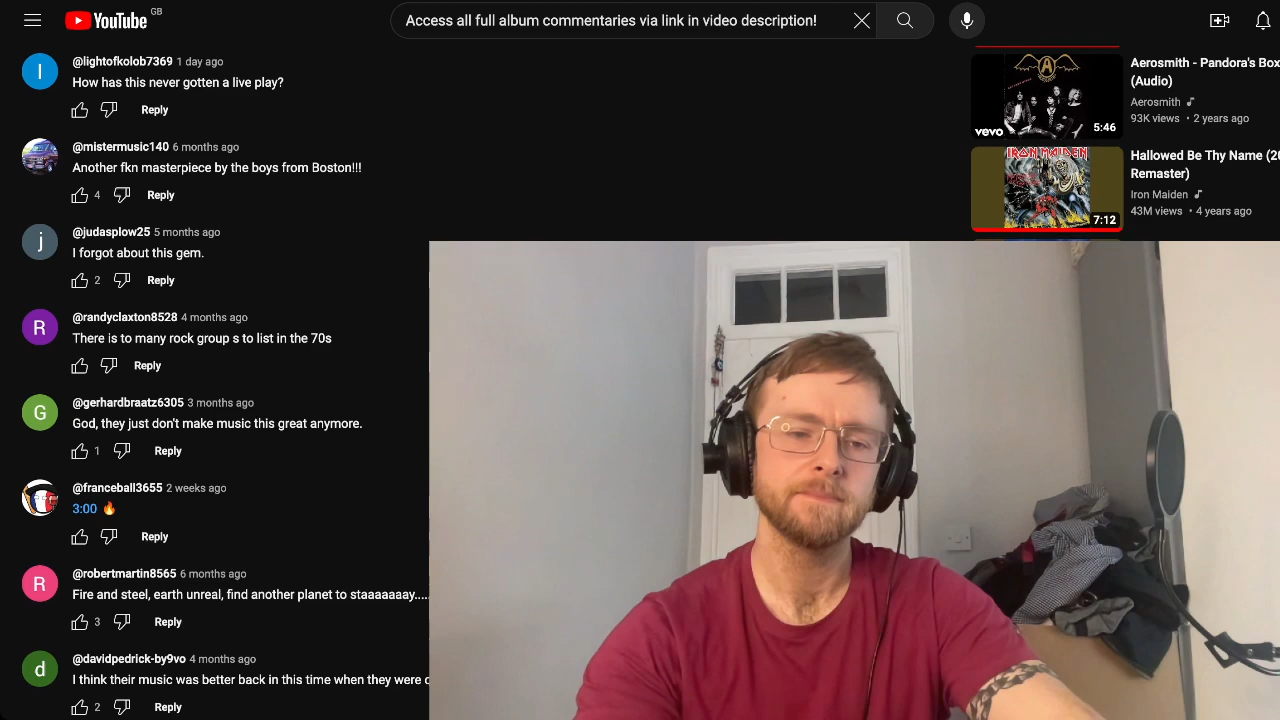 YouTube GB
Access all full album commentaries via link in video description!
I
@lightofkolob7369 1 day ago
How has this never gotten a live play?
Reply
@mistermusic140 6 months ago
Another fkn masterpiece by the boys from Boston!!!
4 Reply
j
@judasplow25 5 months ago
I forgot about this gem.
2 Reply
R
@randyclaxton8528 4 months ago
There is to many rock group s to list in the 70s
Reply
G
@gerhardbraatz6305 3 months ago
God, they just don't make music this great anymore.
1 Reply
@franceball3655 2 weeks ago
3:00 🔥
Reply
R
@robertmartin8565 6 months ago
Fire and steel, earth unreal, find another planet to staaaaaaay.....
3 Reply
d
@davidpedrick-by9vo 4 months ago
I think their music was better back in this time when they were
2 Reply
A
vevo
5:46
Aerosmith - Pandora's Box
(Audio)
Aerosmith
93K views • 2 years ago
IRON MAIDEN
7:12
Hallowed Be Thy Name (20
Remaster)
Iron Maiden
43M views • 4 years ago